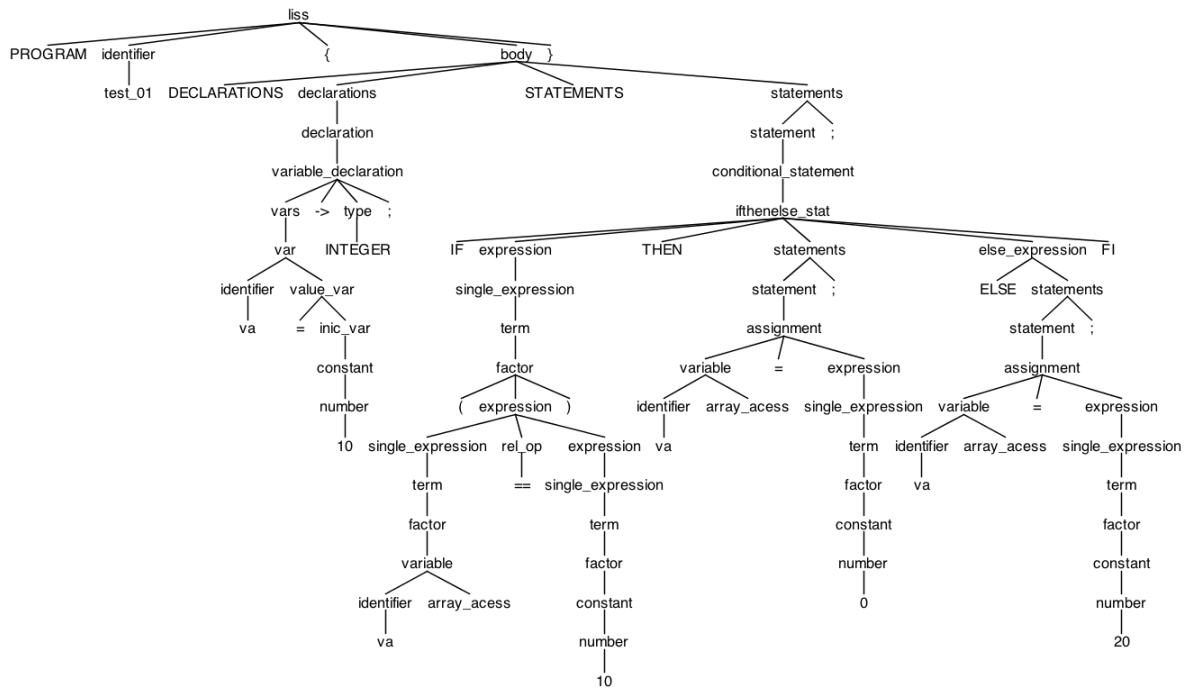 liss
PROGRAM identifier { body }
test_01 DECLARATIONS declarations STATEMENTS statements
declaration statement ;
variable_declaration conditional_statement
vars -> type ; ifthenelse_stat
var INTEGER IF expression THEN statements else_expression FI
identifier value_var single_expression statement ; ELSE statements
va = inic_var term assignment statement ;
constant factor variable = expression assignment
number ( expression ) identifier array_acess single_expression variable = expression
10 single_expression rel_op expression va term identifier array_acess single_expression
term == single_expression factor va term
factor term constant factor
variable factor number constant
identifier array_acess constant 0 number
va number 20
10